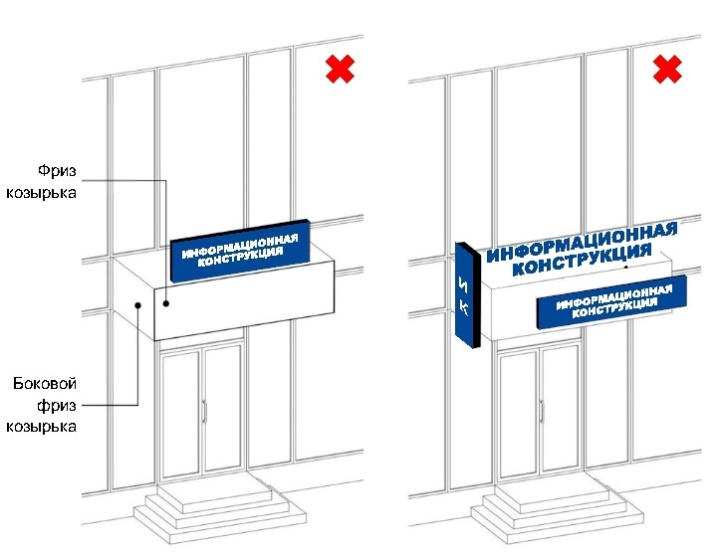 Фриз
козырька
ИНФОРМАЦИОННАЯ
КОНСТРУКЦИЯ
Боковой
фриз
козырька
ИНФОРМАЦИОННАЯ
КОНСТРУКЦИЯ
И
К
ИНФОРМАЦИОННАЯ
КОНСТРУКЦИЯ